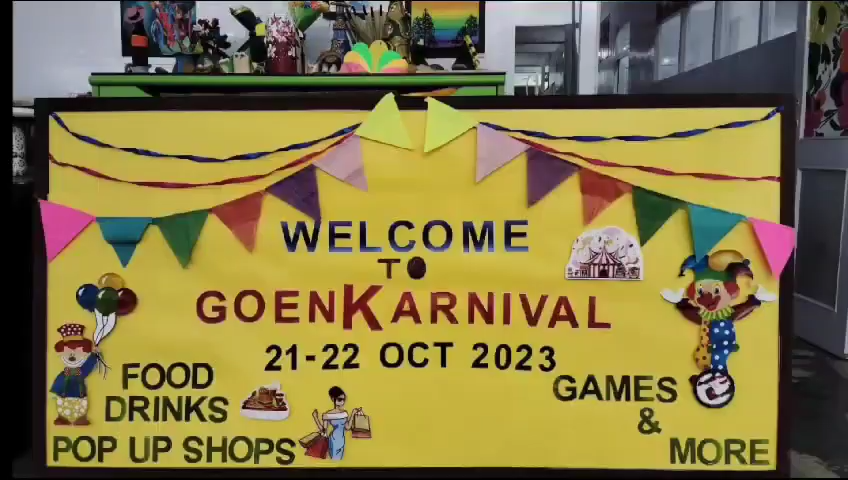 WELCOME
TO
GOENKARNIVAL
21-22 OCT 2023
FOOD
DRINKS
POP UP SHOPS
GAMES
&
MORE